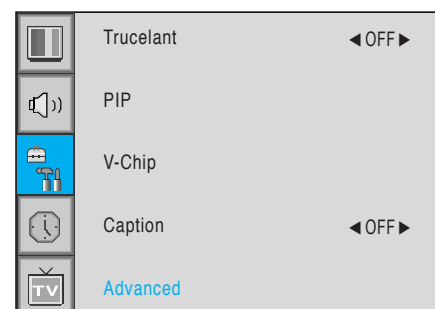 Trucelant ◀OFF▶
PIP
V-Chip
Caption ◀OFF▶
TV Advanced